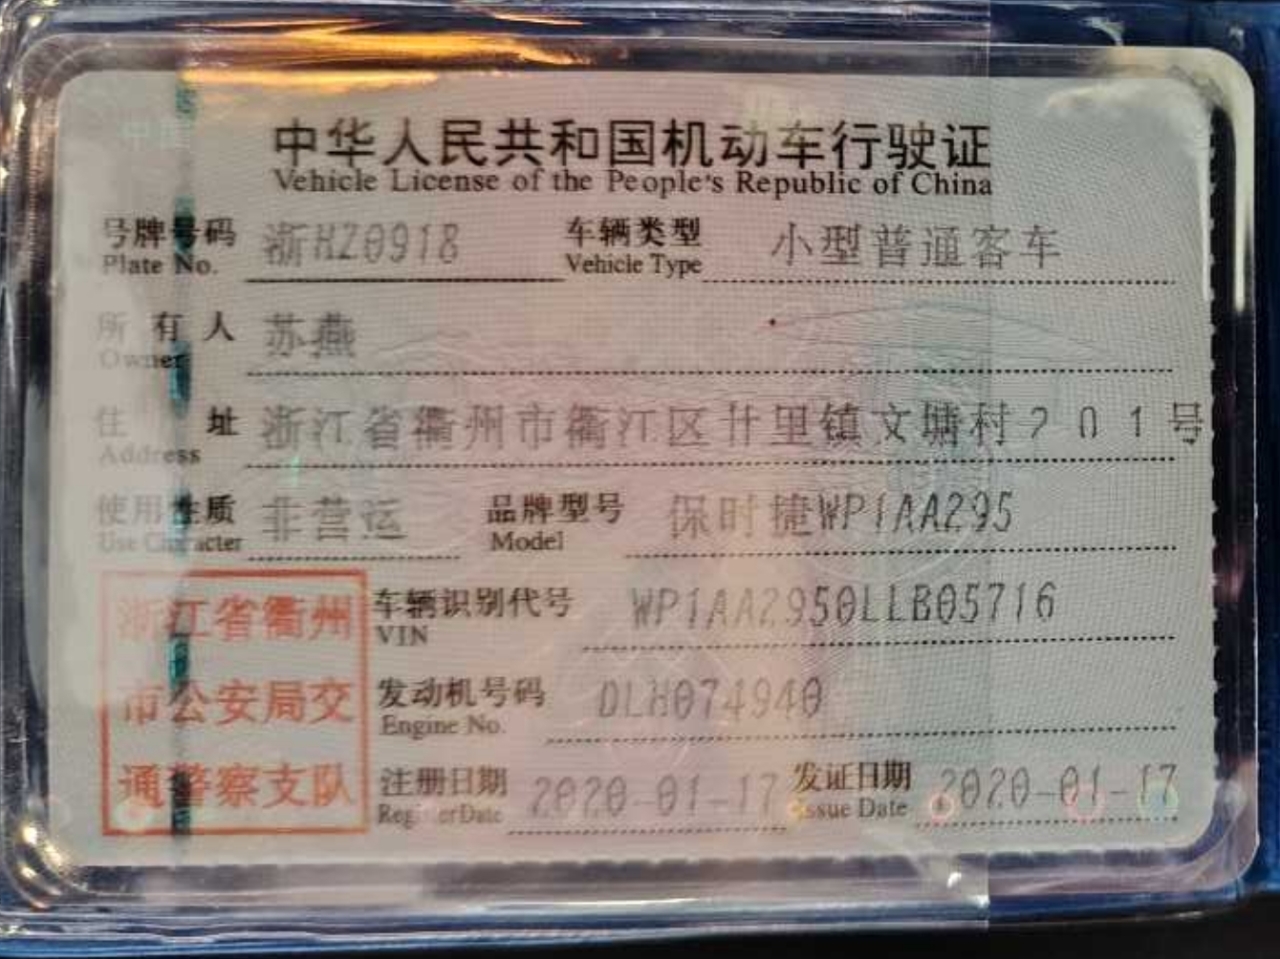 中华人民共和国机动车行驶证
Vehicle License of the People's Republic of China
号牌号码 浙HZ0918 车辆类型 小型普通客车
Plate No. Vehicle Type
所有人 苏燕
Owner
住址 浙江省衢州市衢江区廿里镇文塘村201号
Address
使用性质 非营运 品牌型号 保时捷WP1AA295
Use Character Model
浙江省衢州
市公安局交
通警察支队
车辆识别代号 WP1AA2950LLB05716
VIN
发动机号码 DLH074940
Engine No.
注册日期 2020-01-17 发证日期 2020-01-17
Register Date Issue Date